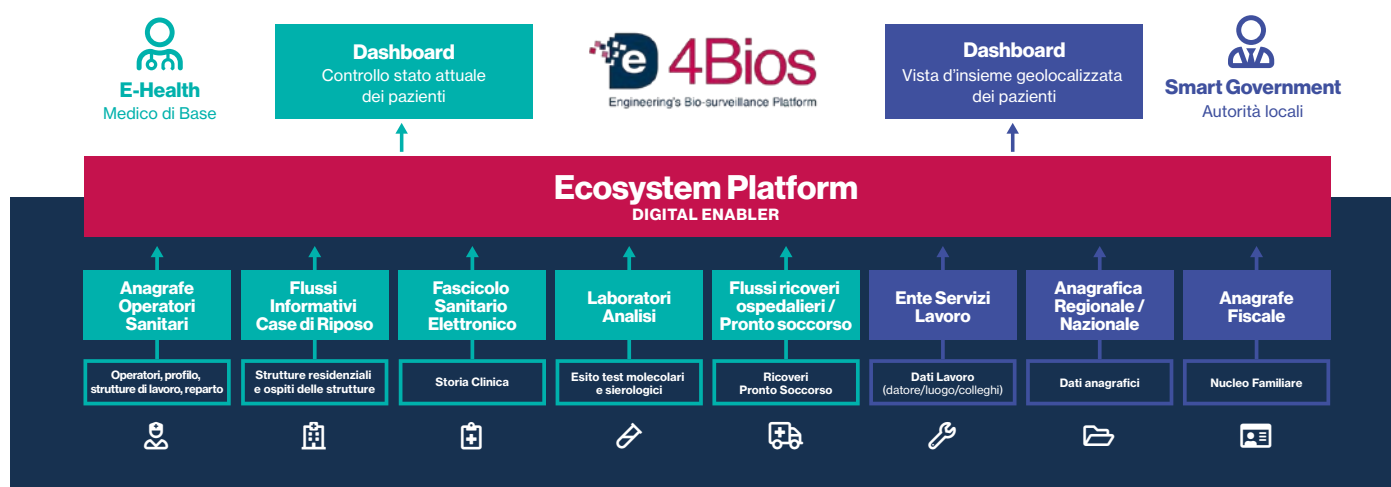 E-Health
Medico di Base
Dashboard
Controllo stato attuale
dei pazienti
De 4Bios
Engineering's Bio-surveillance Platform
Dashboard
Vista d'insieme geolocalizzata
dei pazienti
Smart Government
Autorità locali
Ecosystem Platform
DIGITAL ENABLER
Anagrafe
Operatori
Sanitari
Flussi
Informativi
Case di Riposo
Fascicolo
Sanitario
Elettronico
Laboratori
Analisi
Flussi ricoveri
ospedalieri /
Pronto soccorso
Ente Servizi
Lavoro
Anagrafica
Regionale /
Nazionale
Anagrafe
Fiscale
Operatori, profilo,
strutture di lavoro, reparto
Strutture residenziali
e ospiti delle strutture
Storia Clinica
Esito test molecolari
e sierologici
Ricoveri
Pronto Soccorso
Dati Lavoro
(datore/luogo/colleghi)
Dati anagrafici
Nucleo Familiare